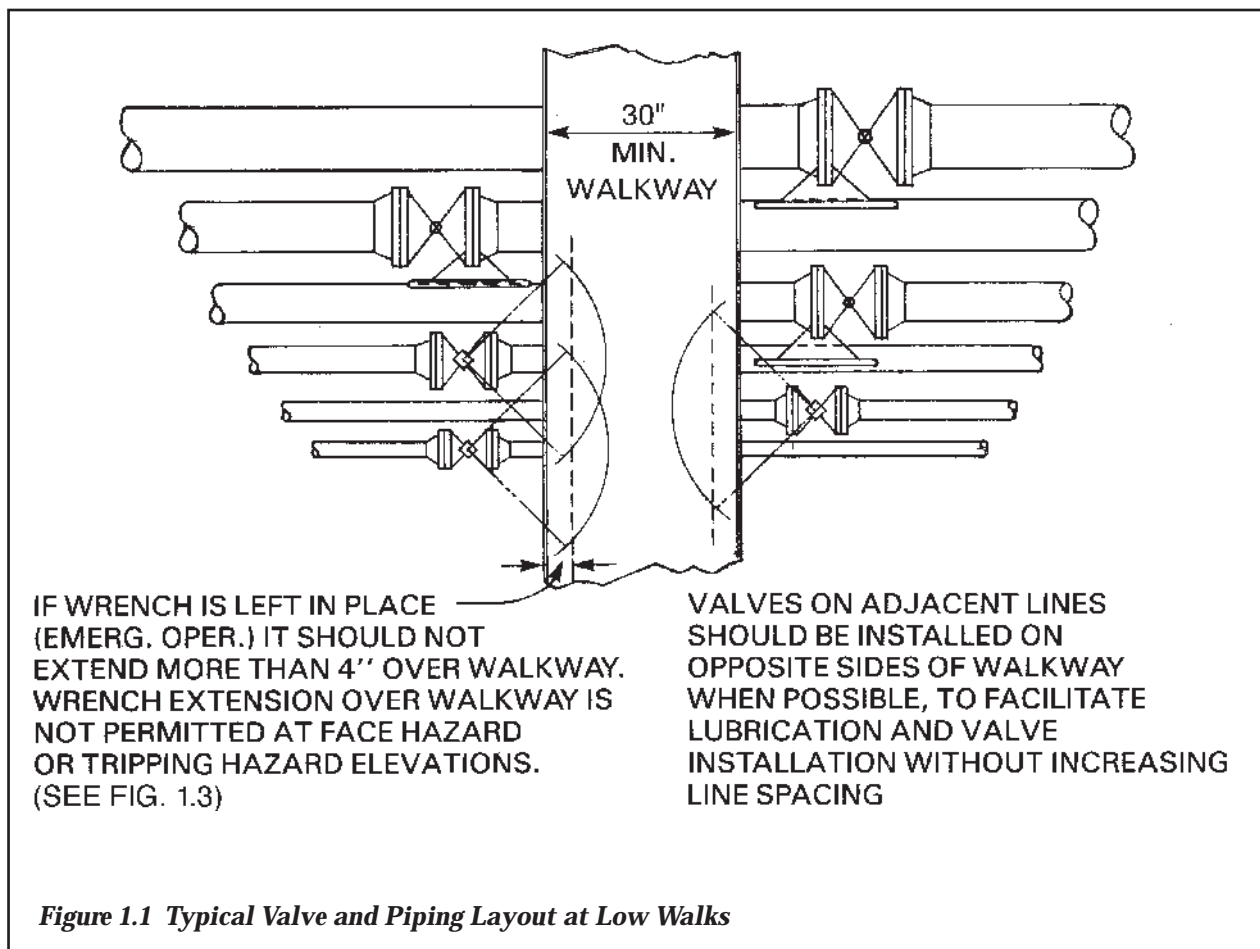 30"
MIN.
WALKWAY
IF WRENCH IS LEFT IN PLACE
(EMERG. OPER.) IT SHOULD NOT
EXTEND MORE THAN 4'' OVER WALKWAY.
WRENCH EXTENSION OVER WALKWAY IS
NOT PERMITTED AT FACE HAZARD
OR TRIPPING HAZARD ELEVATIONS.
(SEE FIG. 1.3)
VALVES ON ADJACENT LINES
SHOULD BE INSTALLED ON
OPPOSITE SIDES OF WALKWAY
WHEN POSSIBLE, TO FACILITATE
LUBRICATION AND VALVE
INSTALLATION WITHOUT INCREASING
LINE SPACING
Figure 1.1 Typical Valve and Piping Layout at Low Walks